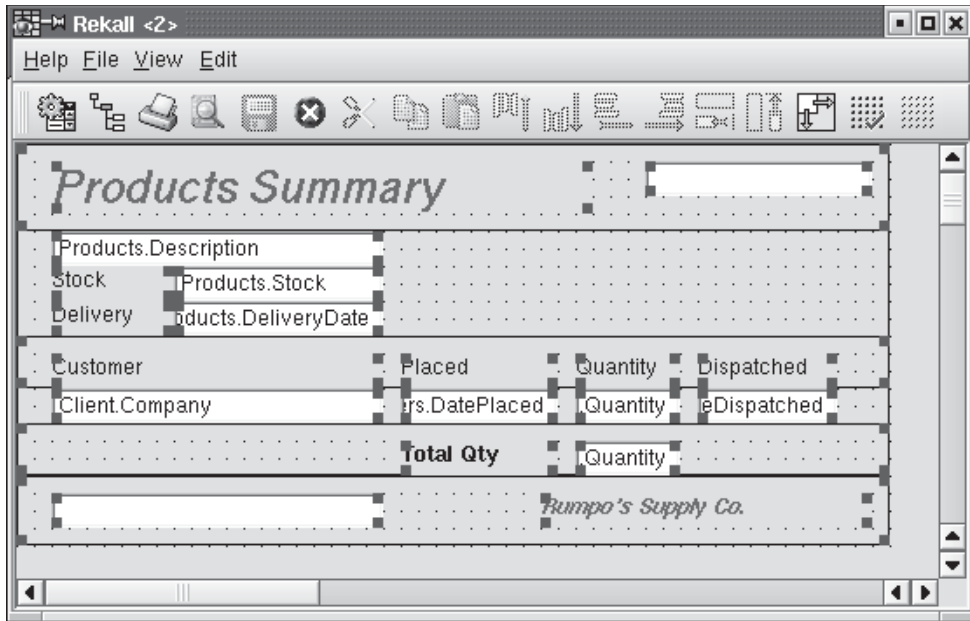 Rekall <2>
Help File View Edit
Products Summary
Products.Description
Stock Products.Stock
Delivery oducts.DeliveryDate
Customer Placed Quantity Dispatched
Client.Company rs.DatePlaced .Quantity eDispatched
Total Qty .Quantity
Rumpo's Supply Co.